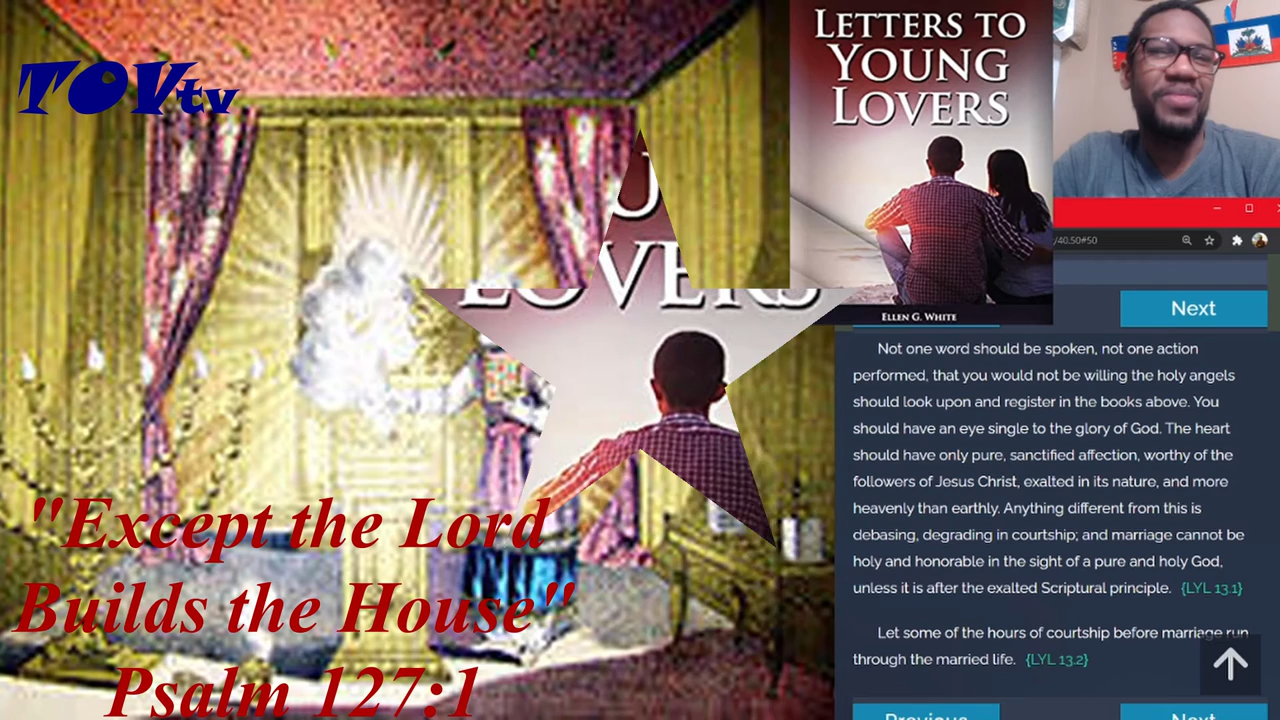 TOVtv
LETTERS TO
YOUNG
LOVERS
ELLEN G. WHITE
U
LOVERS
/40.50#50
Next
Not one word should be spoken, not one action
performed, that you would not be willing the holy angels
should look upon and register in the books above. You
should have an eye single to the glory of God. The heart
should have only pure, sanctified affection, worthy of the
followers of Jesus Christ, exalted in its nature, and more
heavenly than earthly. Anything different from this is
debasing, degrading in courtship; and marriage cannot be
holy and honorable in the sight of a pure and holy God,
unless it is after the exalted Scriptural principle. {LYL 13.1}
Let some of the hours of courtship before marriage run
through the married life. {LYL 13.2}
Previous
Next
"Except the Lord
Builds the House"
Psalm 127:1